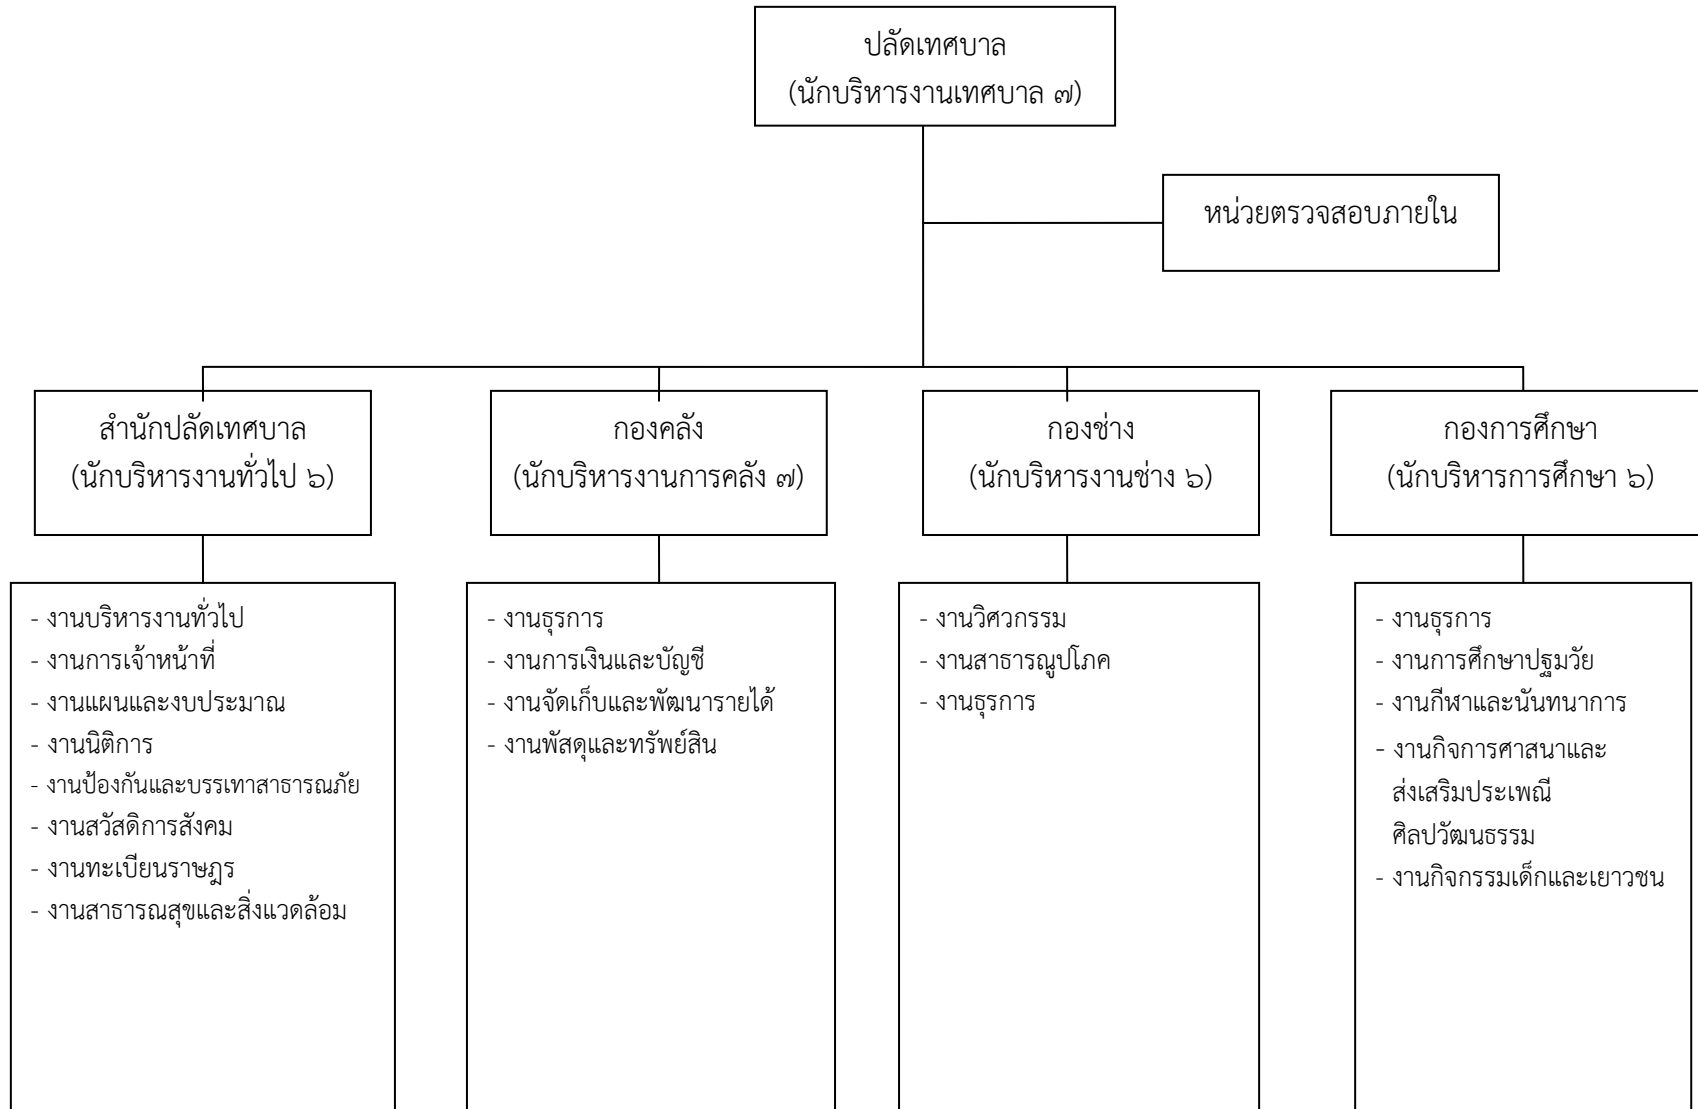 ปลัดเทศบาล
(นักบริหารงานเทศบาล ๗)
หน่วยตรวจสอบภายใน
สำนักปลัดเทศบาล
(นักบริหารงานทั่วไป ๖)
กองคลัง
(นักบริหารงานการคลัง ๗)
กองช่าง
(นักบริหารงานช่าง ๖)
กองการศึกษา
(นักบริหารการศึกษา ๖)
- งานบริหารงานทั่วไป
- งานการเจ้าหน้าที่
- งานแผนและงบประมาณ
- งานนิติการ
- งานป้องกันและบรรเทาสาธารณภัย
- งานสวัสดิการสังคม
- งานทะเบียนราษฎร
- งานสาธารณสุขและสิ่งแวดล้อม
- งานธุรการ
- งานการเงินและบัญชี
- งานจัดเก็บและพัฒนารายได้
- งานพัสดุและทรัพย์สิน
- งานวิศวกรรม
- งานสาธารณูปโภค
- งานธุรการ
- งานธุรการ
- งานการศึกษาปฐมวัย
- งานกีฬาและนันทนาการ
- งานกิจการศาสนาและ
ส่งเสริมประเพณี
ศิลปวัฒนธรรม
- งานกิจกรรมเด็กและเยาวชน